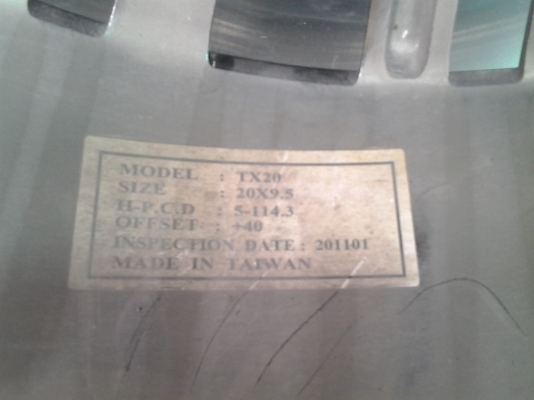 MODEL : TX20
SIZE : 20X9.5
H-P.C.D : 5-114.3
OFFSET : +40
INSPECTION DATE : 201101
MADE IN TAIWAN